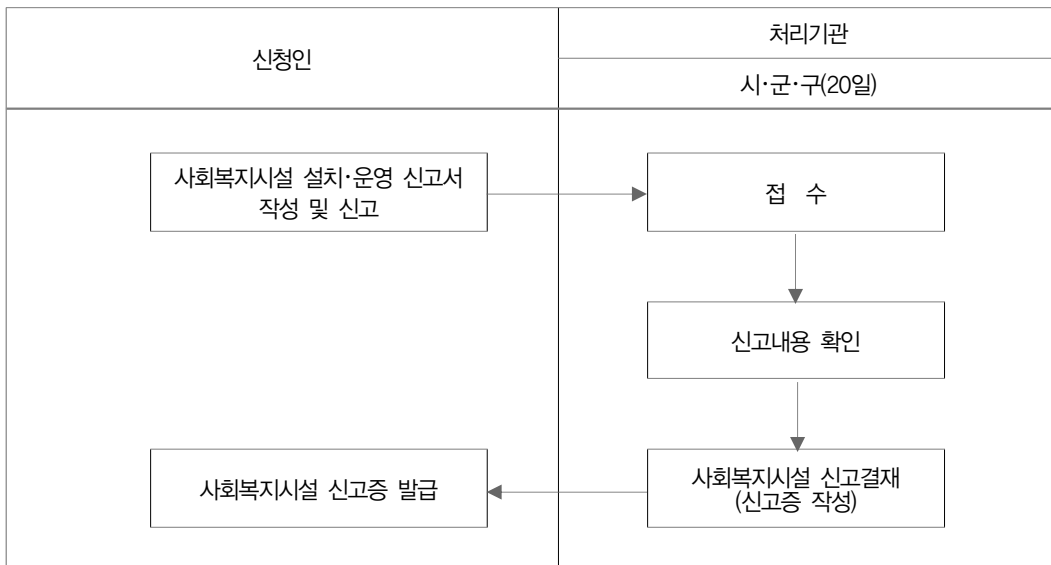 신청인
처리기관
시·군·구(20일)
사회복지시설 설치·운영 신고서
작성 및 신고
접 수
신고내용 확인
사회복지시설 신고증 발급
사회복지시설 신고결재
(신고증 작성)